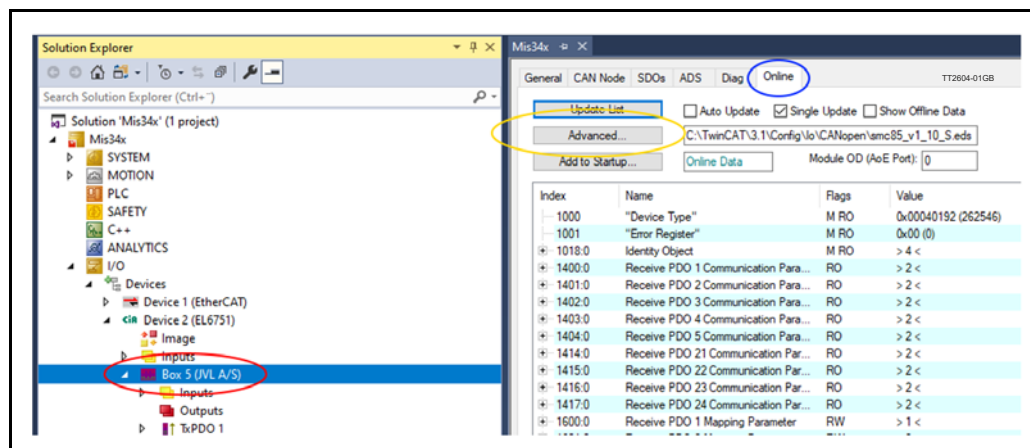 Solution Explorer
Search Solution Explorer (Ctrl+¨)
Solution 'Mis34x' (1 project)
Mis34x
SYSTEM
MOTION
PLC
SAFETY
C++
ANALYTICS
I/O
Devices
Device 1 (EtherCAT)
Device 2 (EL6751)
Image
Inputs
Box 5 (JVL A/S)
Inputs
Outputs
TxPDO 1
Mis34x
General CAN Node SDOs ADS Diag Online TT2604-01GB
Update List Auto Update Single Update Show Offline Data
Advanced... C:\TwinCAT\3.1\Config\Io\CANopen\smc85_v1_10_S.eds
Add to Startup... Online Data Module OD (AoE Port): 0
Index Name Flags Value
1000 "Device Type" M RO 0x00040192 (262546)
1001 "Error Register" M RO 0x00 (0)
1018:0 Identity Object M RO > 4 <
1400:0 Receive PDO 1 Communication Para... RO > 2 <
1401:0 Receive PDO 2 Communication Para... RO > 2 <
1402:0 Receive PDO 3 Communication Para... RO > 2 <
1403:0 Receive PDO 4 Communication Para... RO > 2 <
1404:0 Receive PDO 5 Communication Para... RO > 2 <
1414:0 Receive PDO 21 Communication Par... RO > 2 <
1415:0 Receive PDO 22 Communication Par... RO > 2 <
1416:0 Receive PDO 23 Communication Par... RO > 2 <
1417:0 Receive PDO 24 Communication Par... RO > 2 <
1600:0 Receive PDO 1 Mapping Parameter RW > 1 <